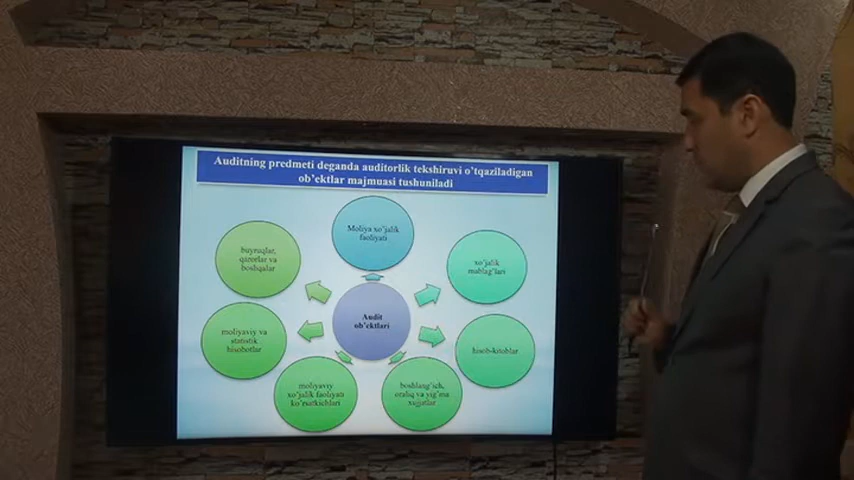 Auditning predmeti deganda auditorlik tekshiruvi o'tqaziladigan
ob'ektlar majmuasi tushuniladi
Moliya xo'jalik
faoliyati
xo'jalik
mablag'lari
hisob-kitoblar
boshlang'ich,
oraliq va yig'ma
xujjatlar
moliyaviy
xo'jalik faoliyati
ko'rsatkichlari
moliyaviy va
statistik
hisobotlar
buyruqlar,
qarorlar va
boshqalar
Audit
ob'ektlari